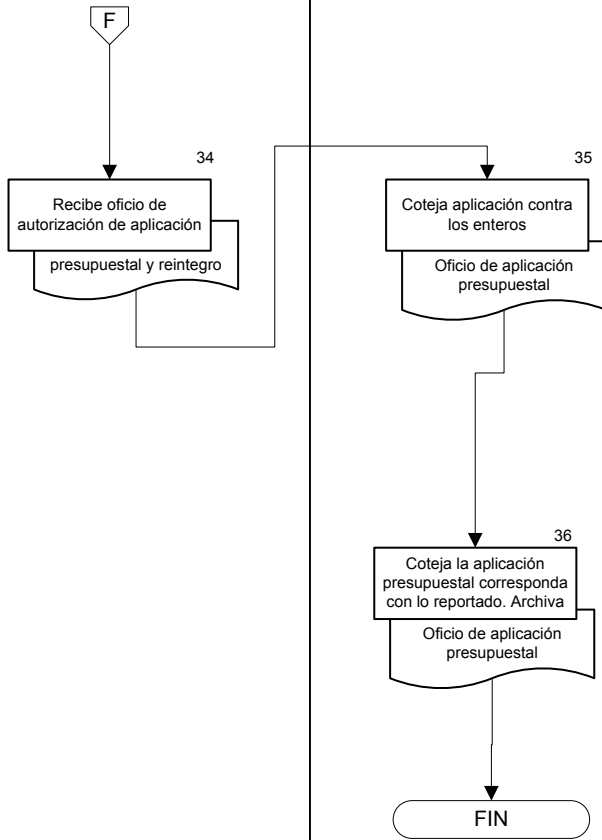 F
34
Recibe oficio de
autorización de aplicación
presupuestal y reintegro
35
Coteja aplicación contra
los enteros
Oficio de aplicación
presupuestal
36
Coteja la aplicación
presupuestal corresponda
con lo reportado. Archiva
Oficio de aplicación
presupuestal
FIN